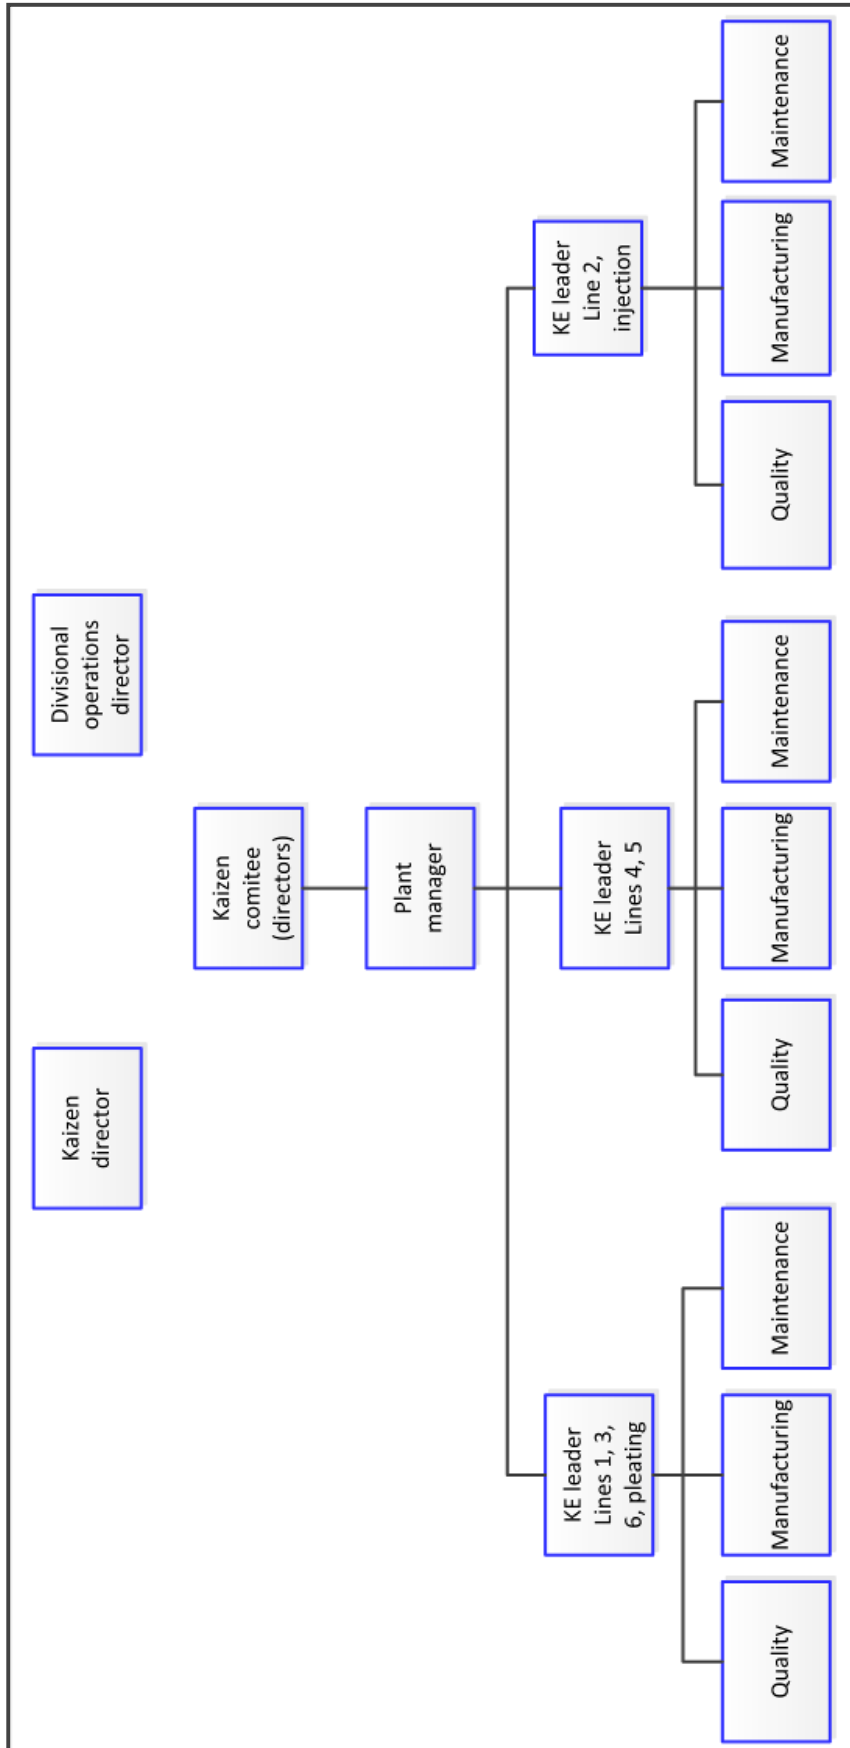 Kaizen
director
Divisional
operations
director
Kaizen
comitee
(directors)
Plant
manager
KE leader
Lines 1, 3,
6, pleating
KE leader
Lines 4, 5
KE leader
Line 2,
injection
Quality
Manufacturing
Maintenance
Quality
Manufacturing
Maintenance
Quality
Manufacturing
Maintenance